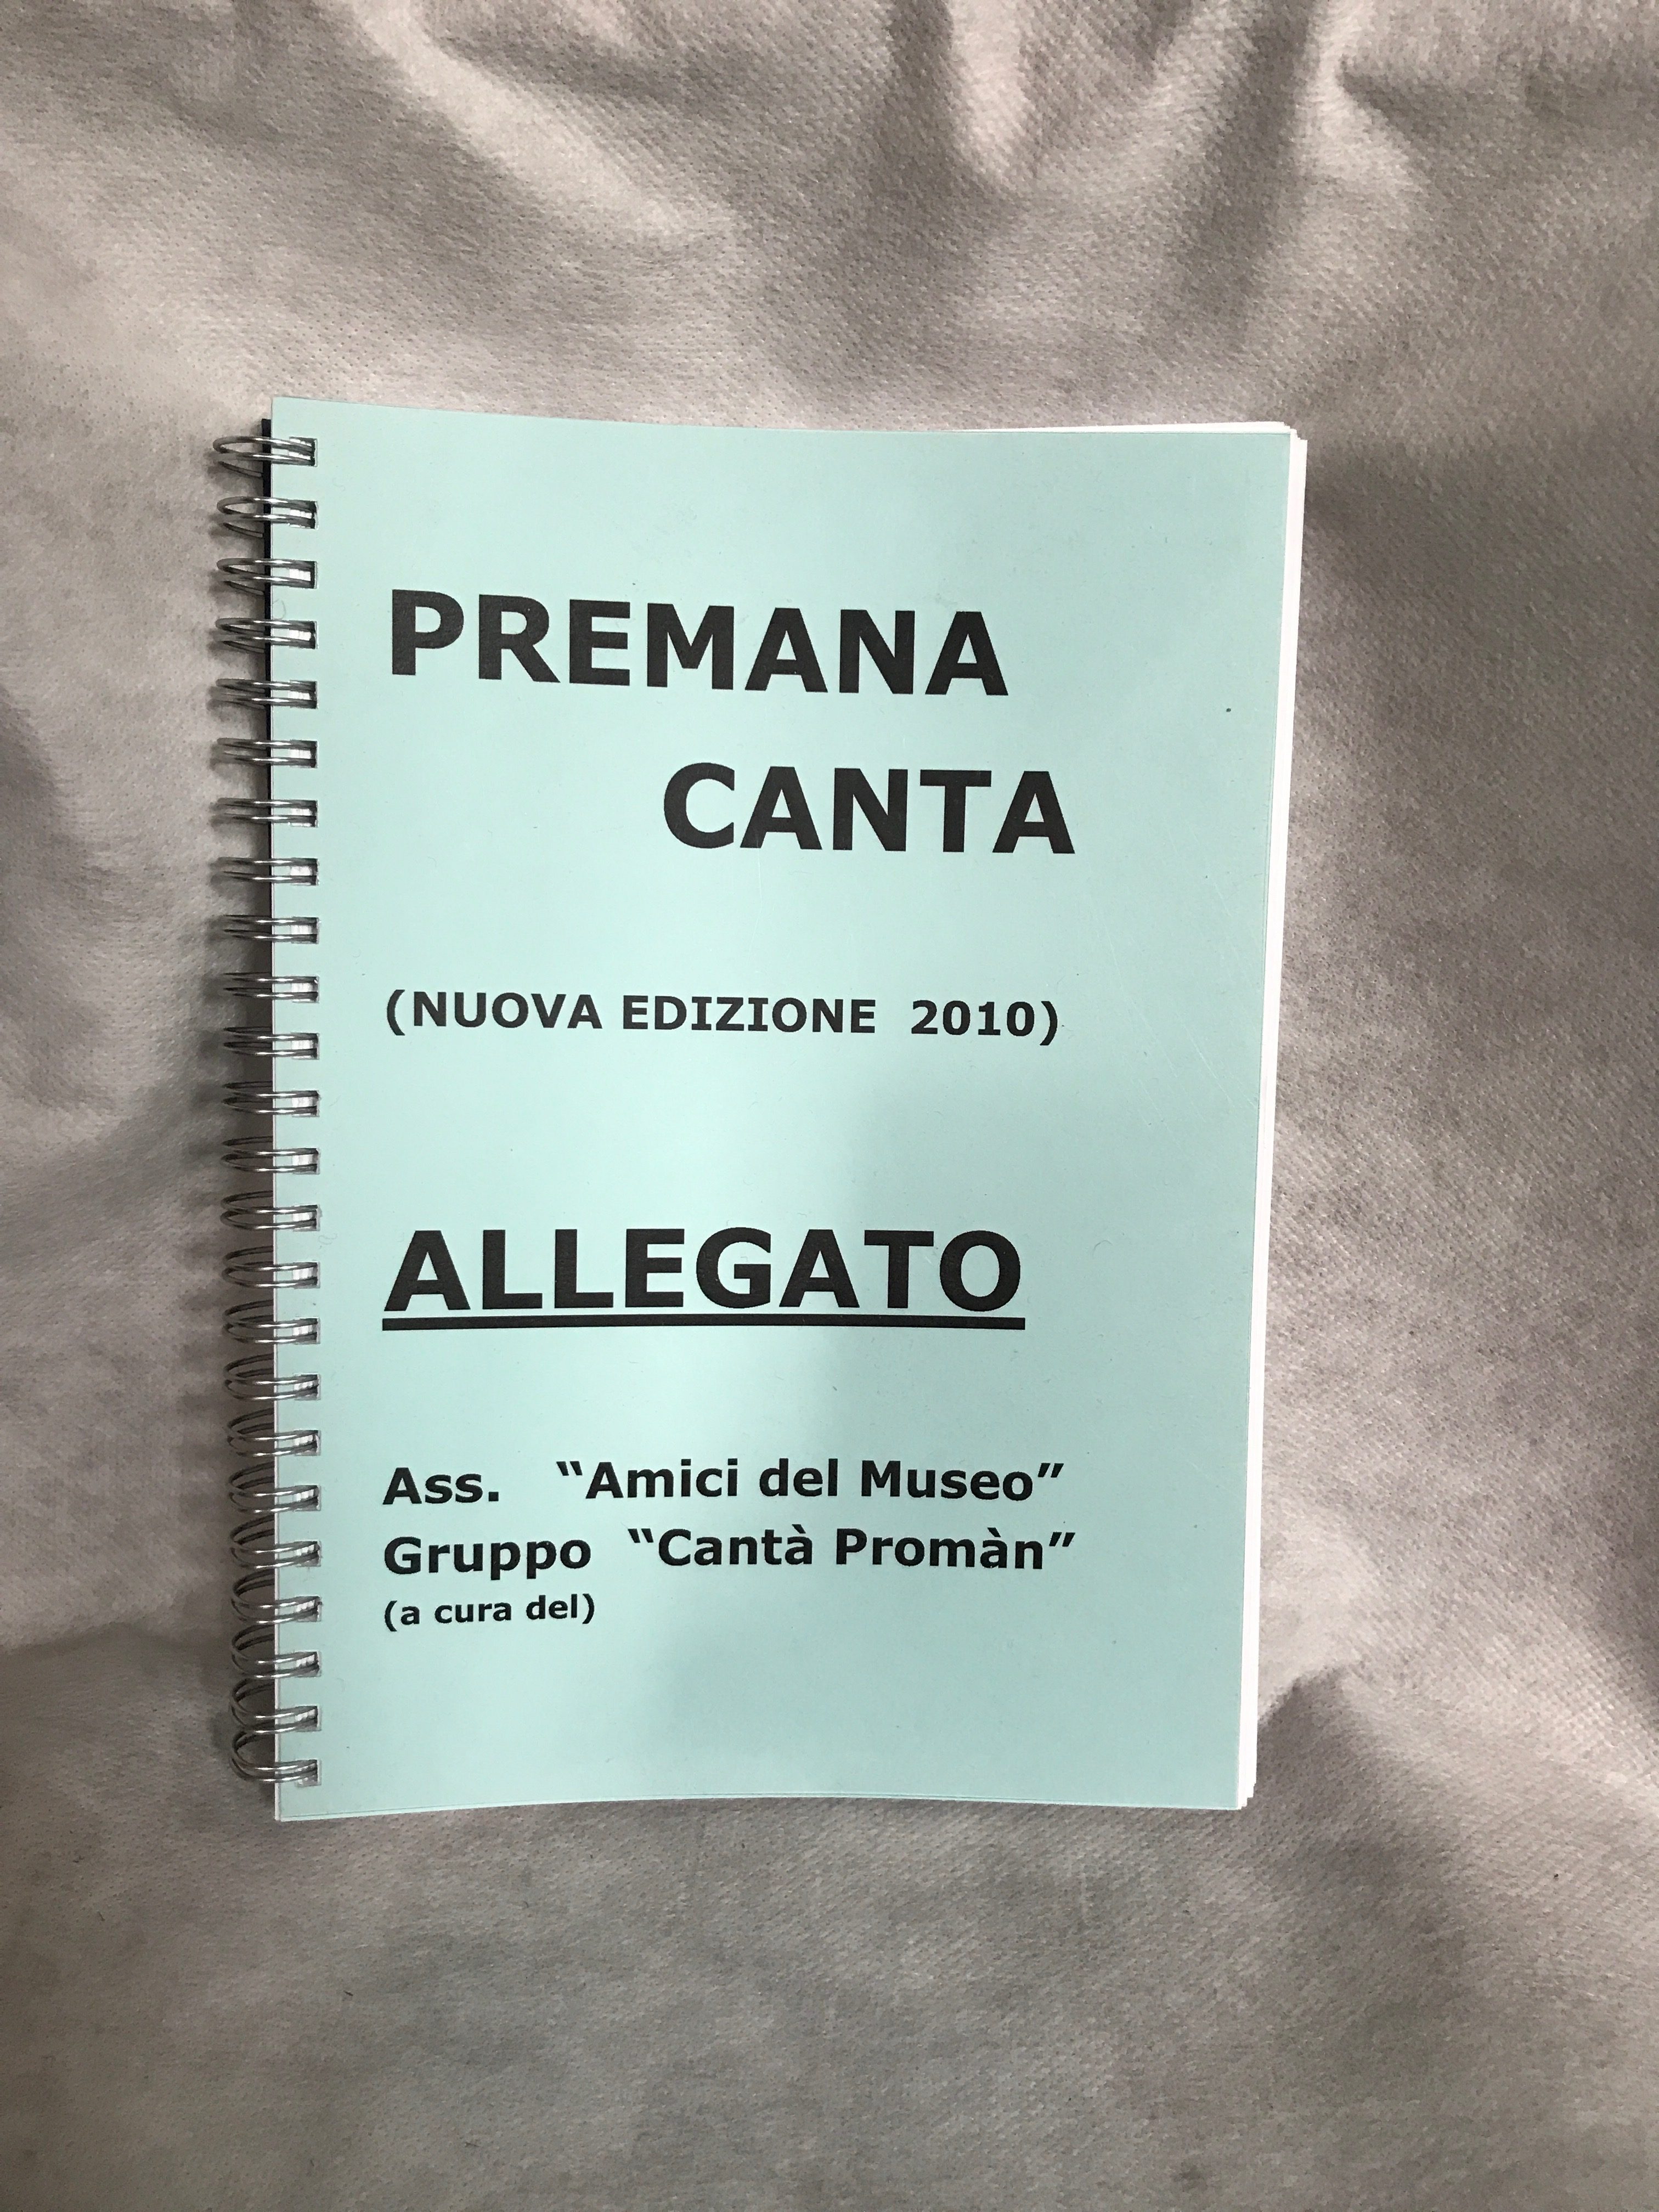 PREMANA
CANTA
(NUOVA EDIZIONE 2010)
ALLEGATO
Ass. “Amici del Museo”
Gruppo “Cantà Promàn”
(a cura del)